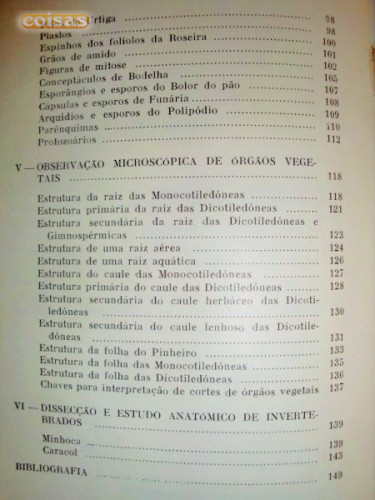 coisas
Urtiga 98
Plastos 98
Espinhos dos folíolos da Roseira 100
Grãos de amido 101
Figuras de mitose 102
Conceptáculos de Bodelha 105
Esporângios e esporos do Bolor do pão 107
Cápsulas e esporos de Funária 108
Arquídios e esporos do Polipódio 109
Parênquimas 110
Protozoários 112
V — OBSERVAÇÃO MICROSCÓPICA DE ÓRGÃOS VEGE-
TAIS 118
Estrutura da raiz das Monocotiledóneas 118
Estrutura primária da raiz das Dicotiledóneas 121
Estrutura secundária da raiz das Dicotiledóneas e
Gimnospérmicas 123
Estrutura de uma raiz aérea 124
Estrutura de uma raiz aquática 126
Estrutura do caule das Monocotiledóneas 127
Estrutura primária do caule das Dicotiledóneas 128
Estrutura secundária do caule herbáceo das Dicoti-
ledóneas 130
Estrutura secundária do caule lenhoso das Dicotile-
dóneas 131
Estrutura da folha do Pinheiro 133
Estrutura da folha das Monocotiledóneas 135
Estrutura da folha das Dicotiledóneas 136
Chaves para interpretação de cortes de órgãos vegetais 137
VI — DISSECÇÃO E ESTUDO ANATÓMICO DE INVERTE-
BRADOS 139
Minhoca 139
Caracol 143
BIBLIOGRAFIA 149